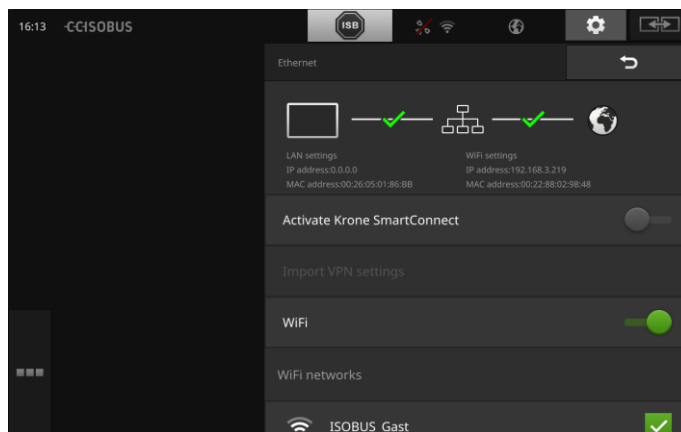 16:13
CCISOBUS
ISB
Ethernet
LAN settings
IP address:0.0.0.0
MAC address:00:26:05:01:86:BB
WiFi settings
IP address:192.168.3.219
MAC address:00:22:88:02:98:48
Activate Krone SmartConnect
Import VPN settings
WiFi
WiFi networks
ISOBUS_Gast